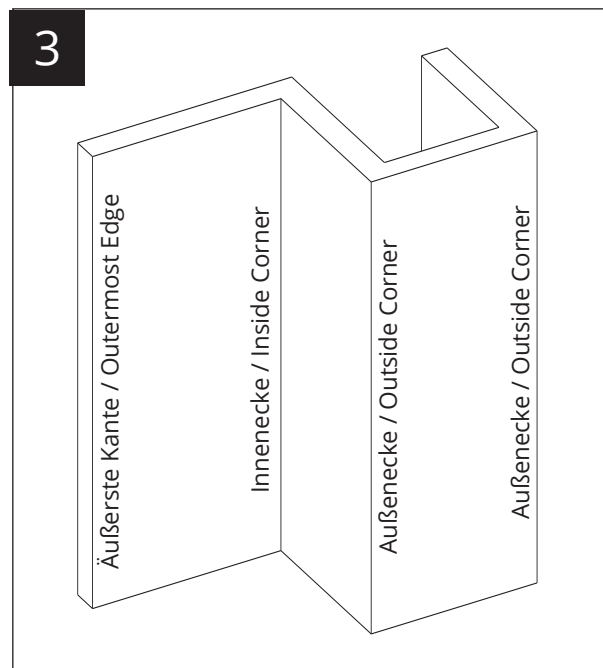 3
Äußerste Kante / Outermost Edge
Innenecke / Inside Corner
Außenecke / Outside Corner
Außenecke / Outside Corner